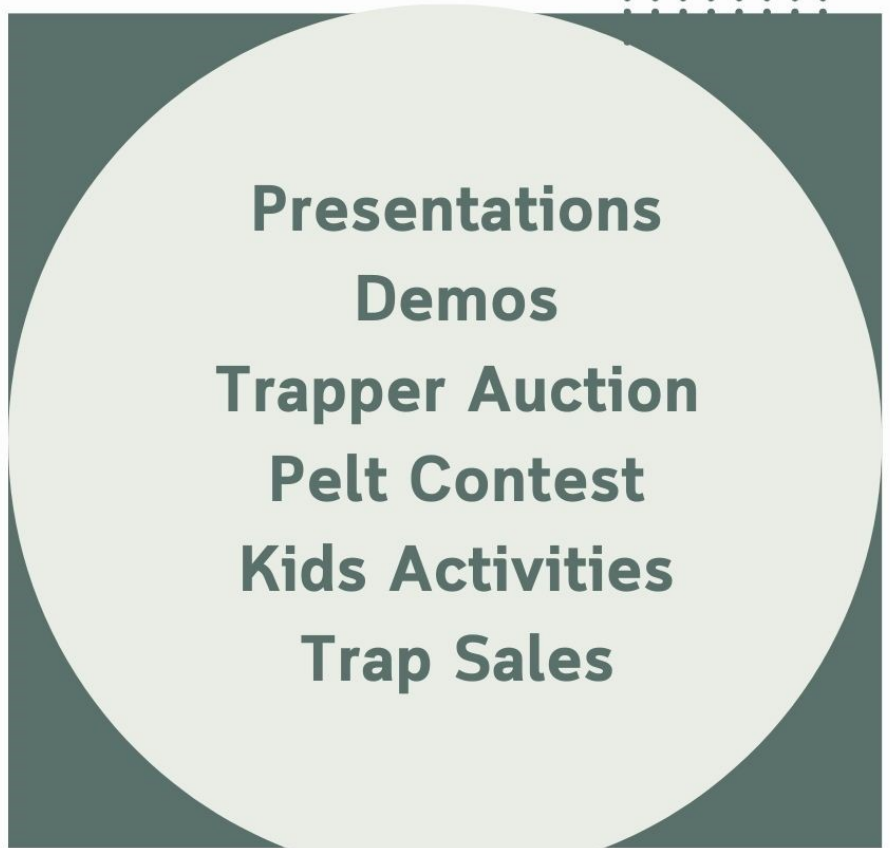 Presentations
Demos
Trapper Auction
Pelt Contest
Kids Activities
Trap Sales